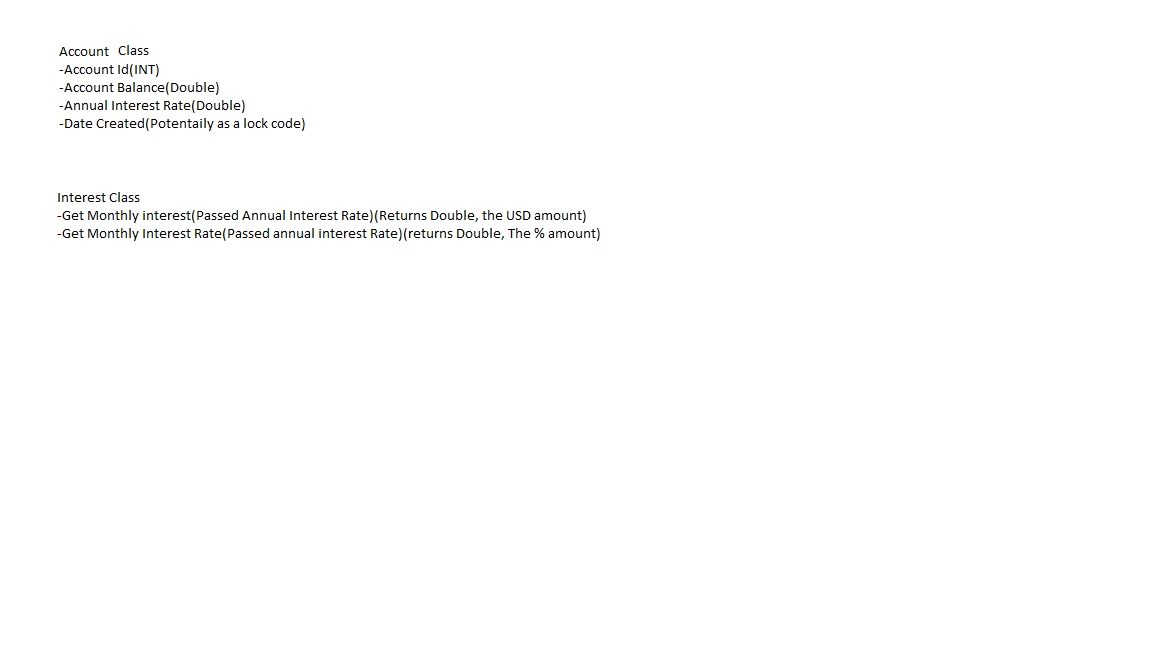 Account Class
-Account Id(INT)
-Account Balance(Double)
-Annual Interest Rate(Double)
-Date Created(Potentaily as a lock code)
Interest Class
-Get Monthly interest(Passed Annual Interest Rate)(Returns Double, the USD amount)
-Get Monthly Interest Rate(Passed annual interest Rate)(returns Double, The % amount)